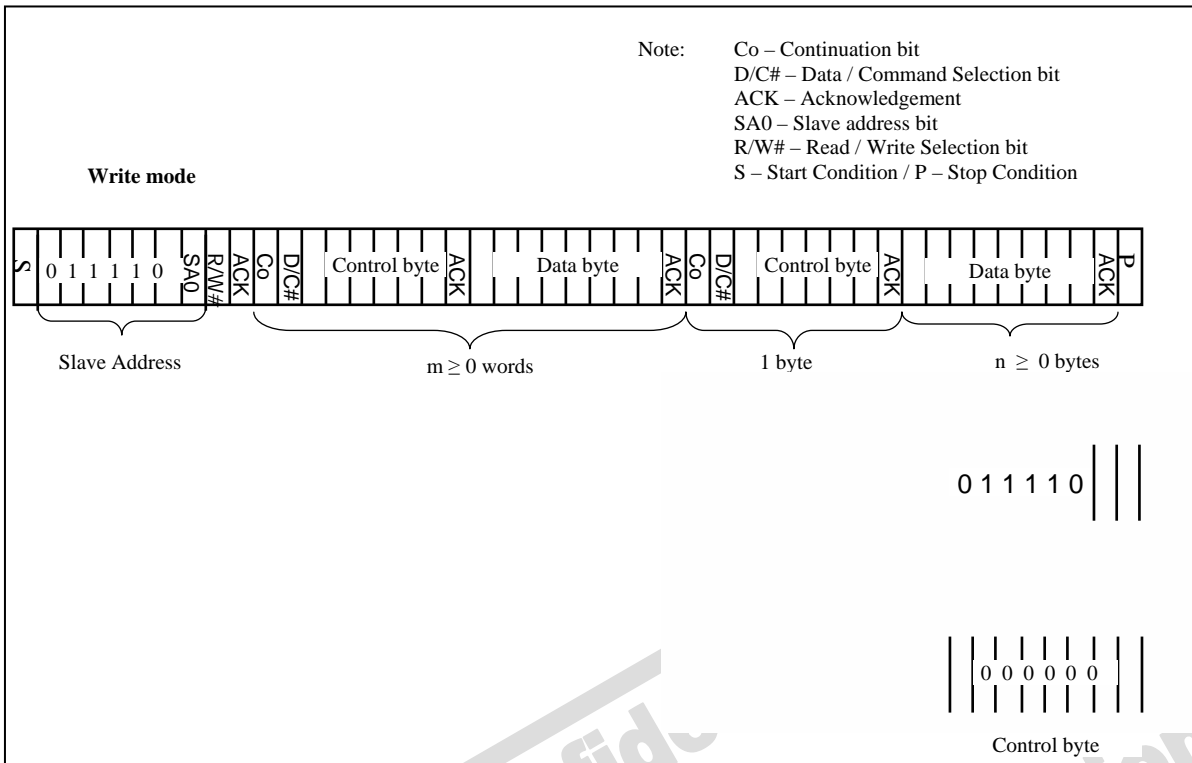 Note: Co – Continuation bit
D/C# – Data / Command Selection bit
ACK – Acknowledgement
SA0 – Slave address bit
R/W# – Read / Write Selection bit
S – Start Condition / P – Stop Condition
Write mode
S 0 1 1 1 1 0 SA0 R/W# ACK Co D/C# Control byte ACK Data byte ACK Co D/C# Control byte ACK Data byte ACK P
Slave Address m ≥ 0 words 1 byte n ≥ 0 bytes
0 1 1 1 1 0
0 0 0 0 0 0
Control byte